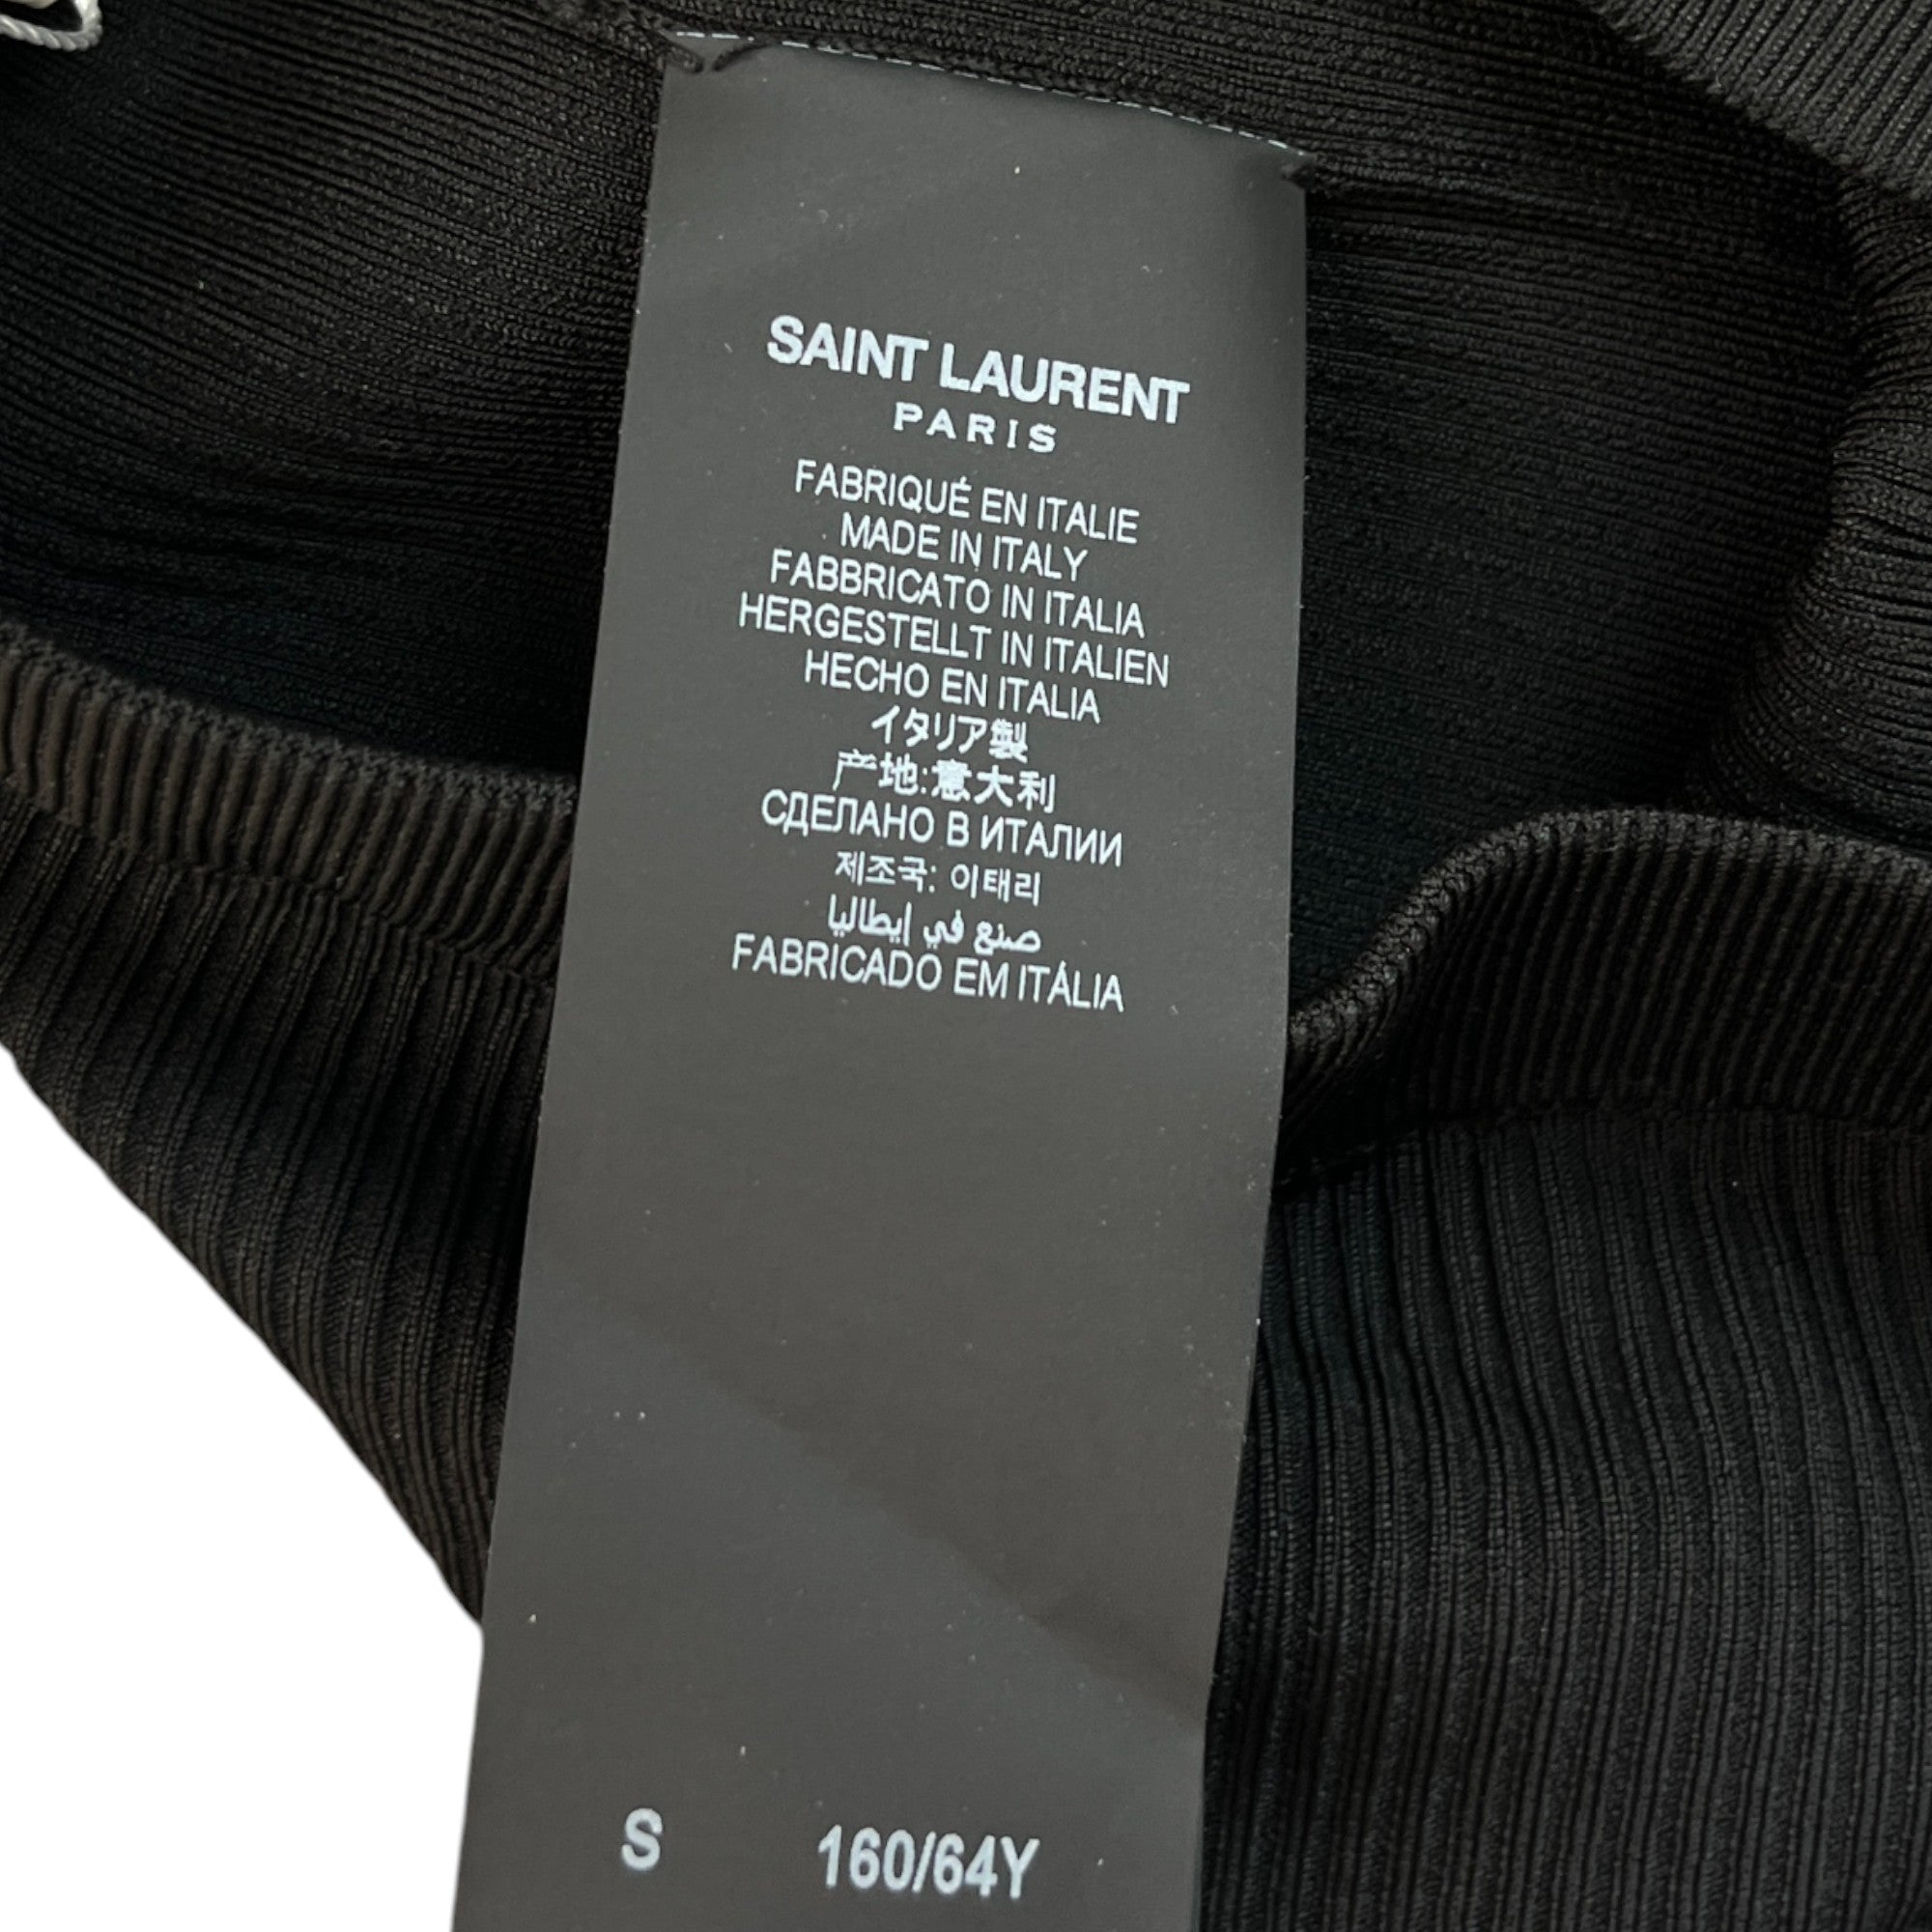 SAINT LAURENT
PARIS
FABRIQUÉ EN ITALIE
MADE IN ITALY
FABBRICATO IN ITALIA
HERGESTELLT IN ITALIEN
HECHO EN ITALIA
イタリア製
产地:意大利
СДЕЛАНО В ИТАЛИИ
제조국: 이태리
صنع في إيطاليا
FABRICADO EM ITÁLIA
S 160/64Y